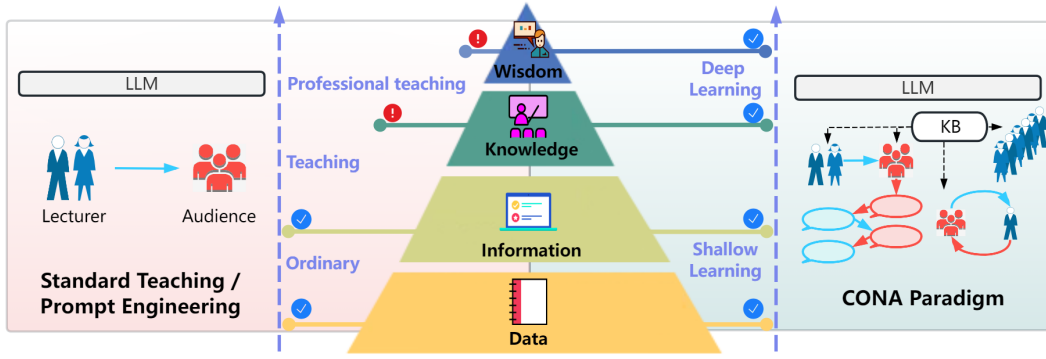 LLM
Lecturer
Audience
Standard Teaching /
Prompt Engineering
Professional teaching
Teaching
Ordinary
Wisdom
Knowledge
Information
Data
Deep
Learning
Shallow
Learning
LLM
KB
CONA Paradigm